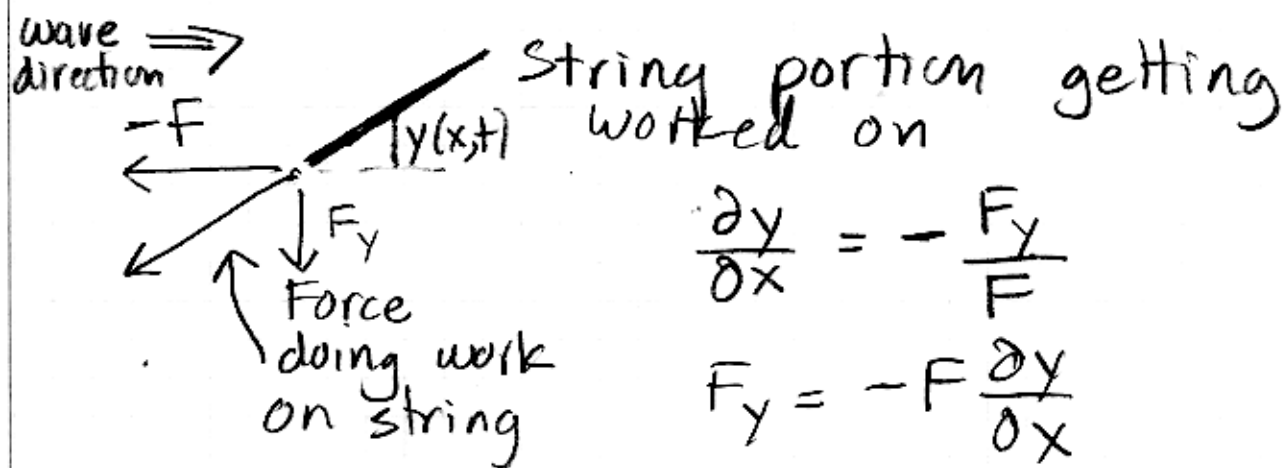 wave ⇒
direction
String portion getting
worked on
-F
y(x,t)
F_y
Force
doing work
on string
∂y/∂x = - F_y/F
F_y = -F ∂y/∂x